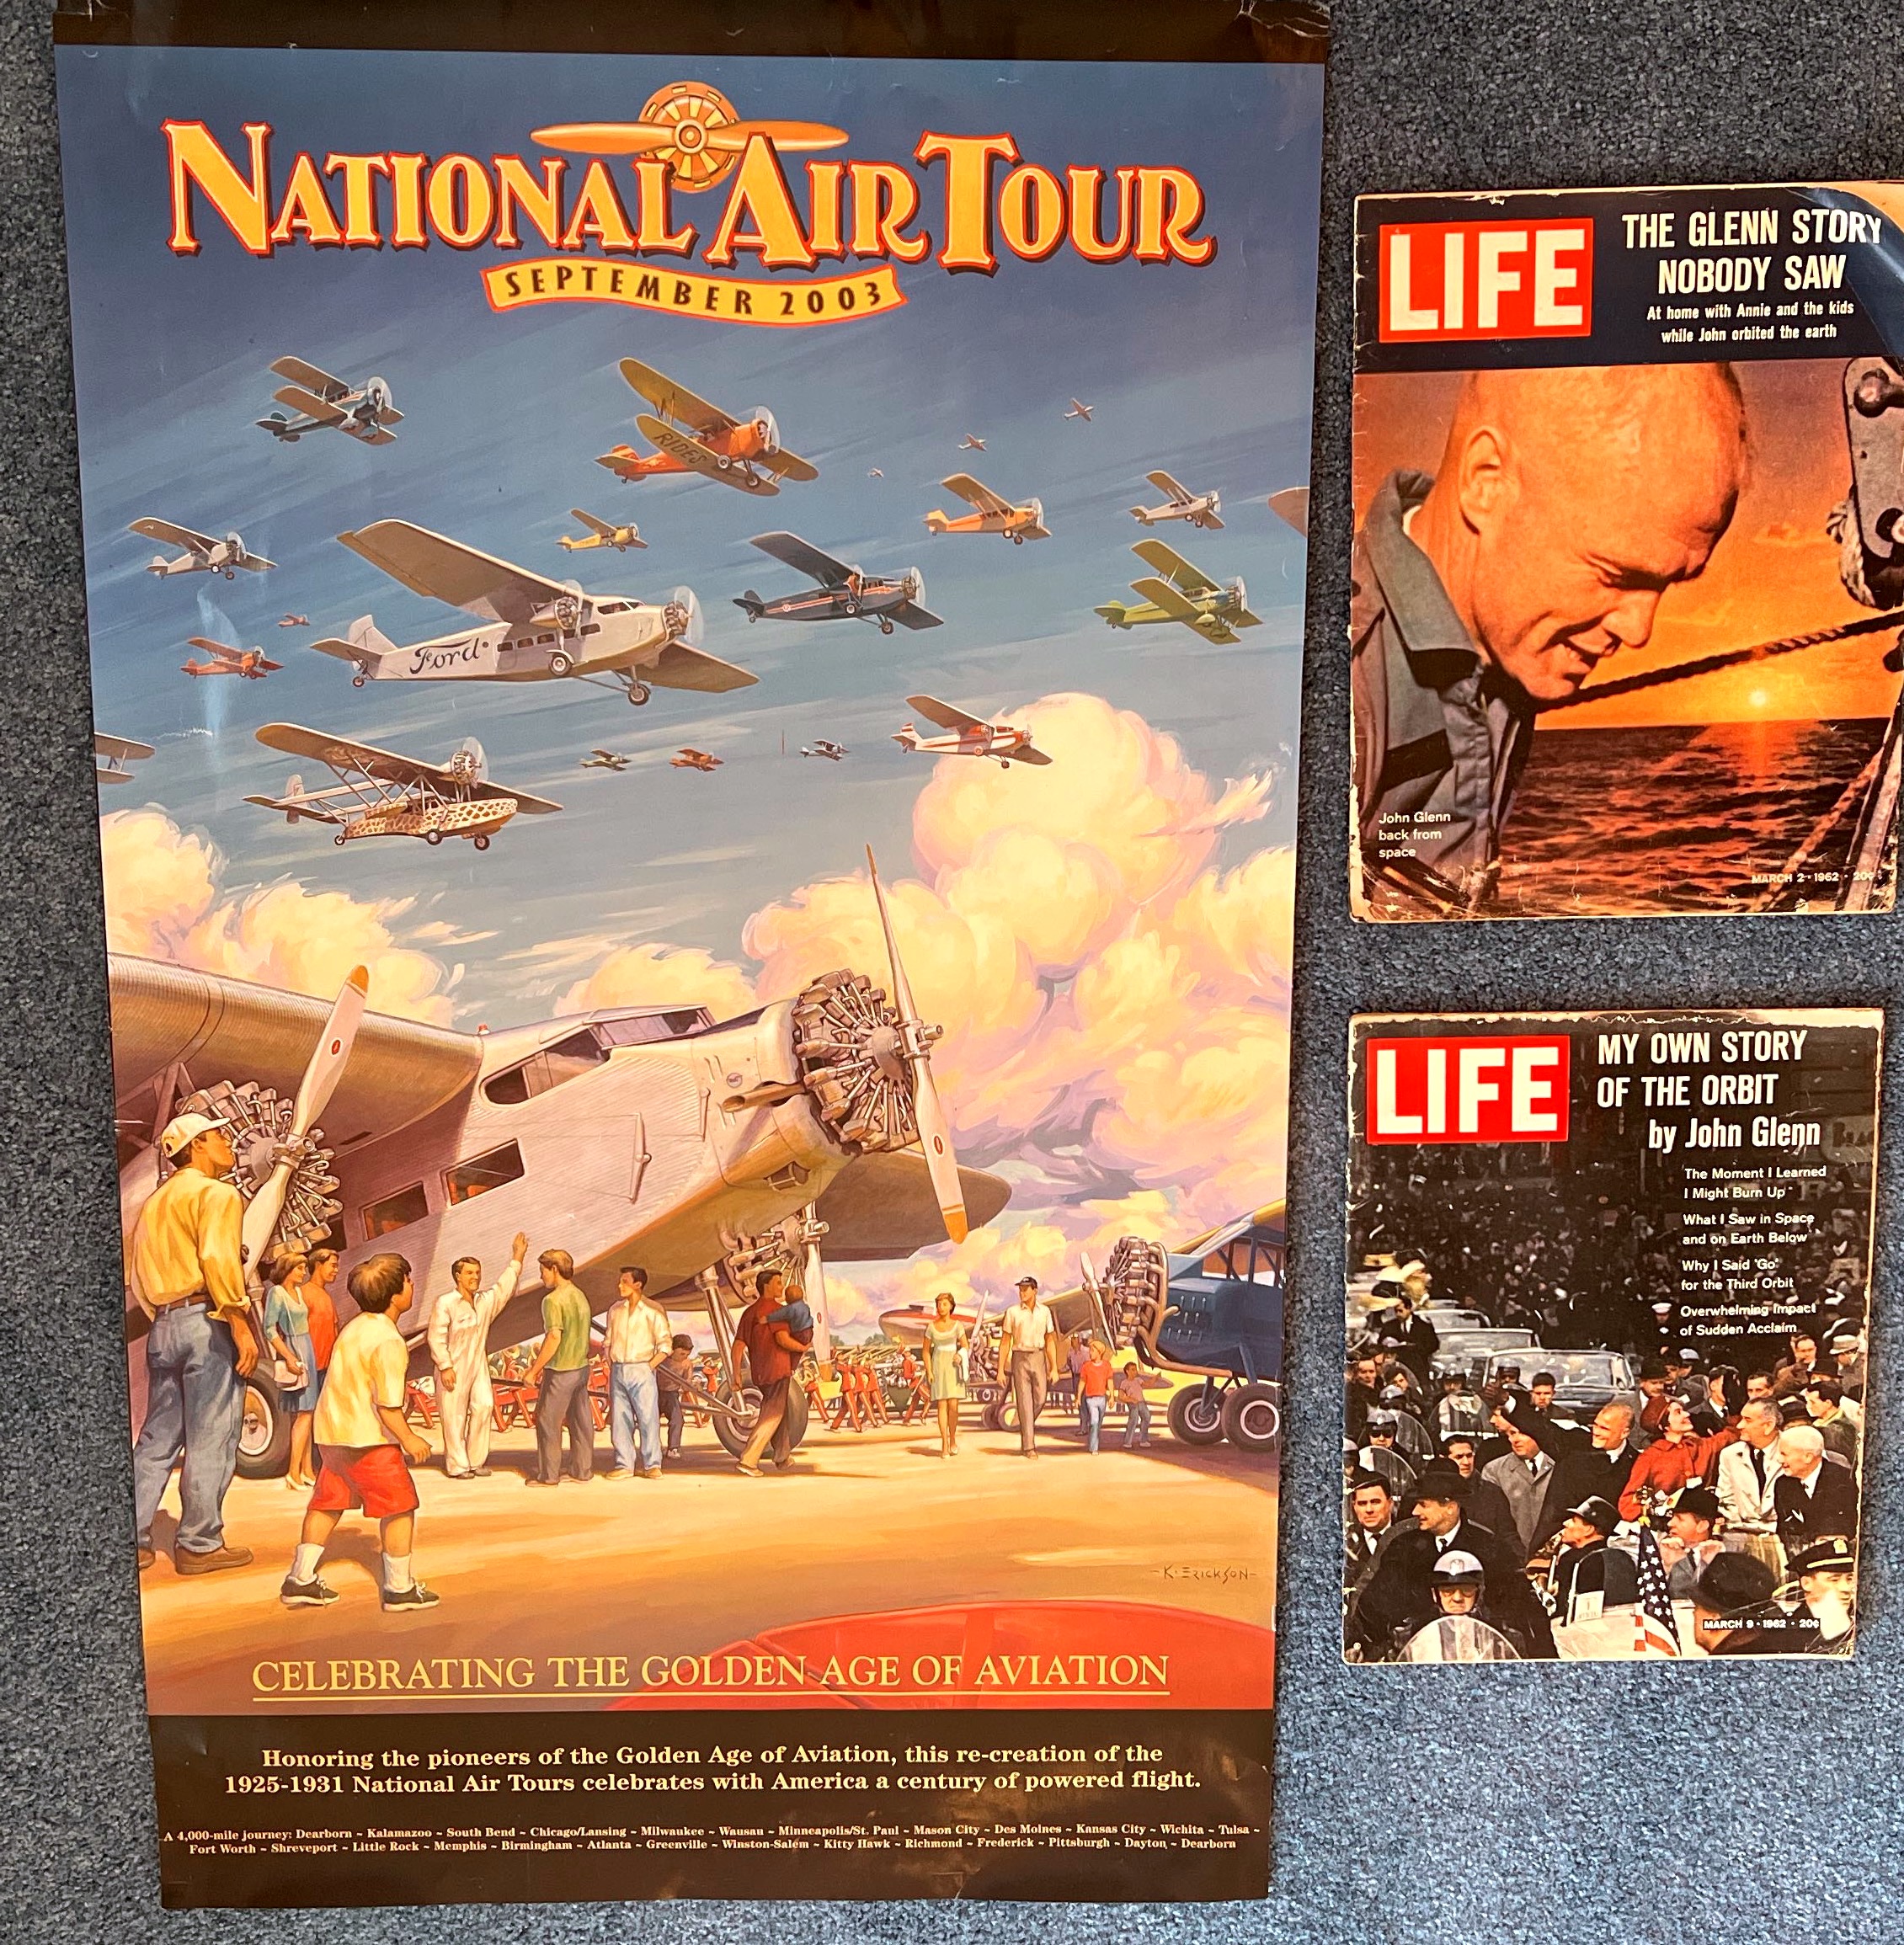 NATIONAL AIR TOUR
SEPTEMBER 2003
RIDES
Ford
K. ERICKSON
CELEBRATING THE GOLDEN AGE OF AVIATION
Honoring the pioneers of the Golden Age of Aviation, this re-creation of the
1925-1931 National Air Tours celebrates with America a century of powered flight.
A 4,000-mile journey: Dearborn ~ Kalamazoo ~ South Bend ~ Chicago/Lansing ~ Milwaukee ~ Wausau ~ Minneapolis/St. Paul ~ Mason City ~ Des Moines ~ Kansas City ~ Wichita ~ Tulsa ~
Fort Worth ~ Shreveport ~ Little Rock ~ Memphis ~ Birmingham ~ Atlanta ~ Greenville ~ Winston-Salem ~ Kitty Hawk ~ Richmond ~ Frederick ~ Pittsburgh ~ Dayton ~ Dearborn
LIFE
THE GLENN STORY
NOBODY SAW
At home with Annie and the kids
while John orbited the earth
John Glenn
back from
space
MARCH 2 · 1962 · 20¢
LIFE
MY OWN STORY
OF THE ORBIT
by John Glenn
The Moment I Learned
I Might Burn Up
What I Saw in Space
and on Earth Below
Why I Said 'Go'
for the Third Orbit
Overwhelming Impact
of Sudden Acclaim
MARCH 9 · 1962 · 20¢